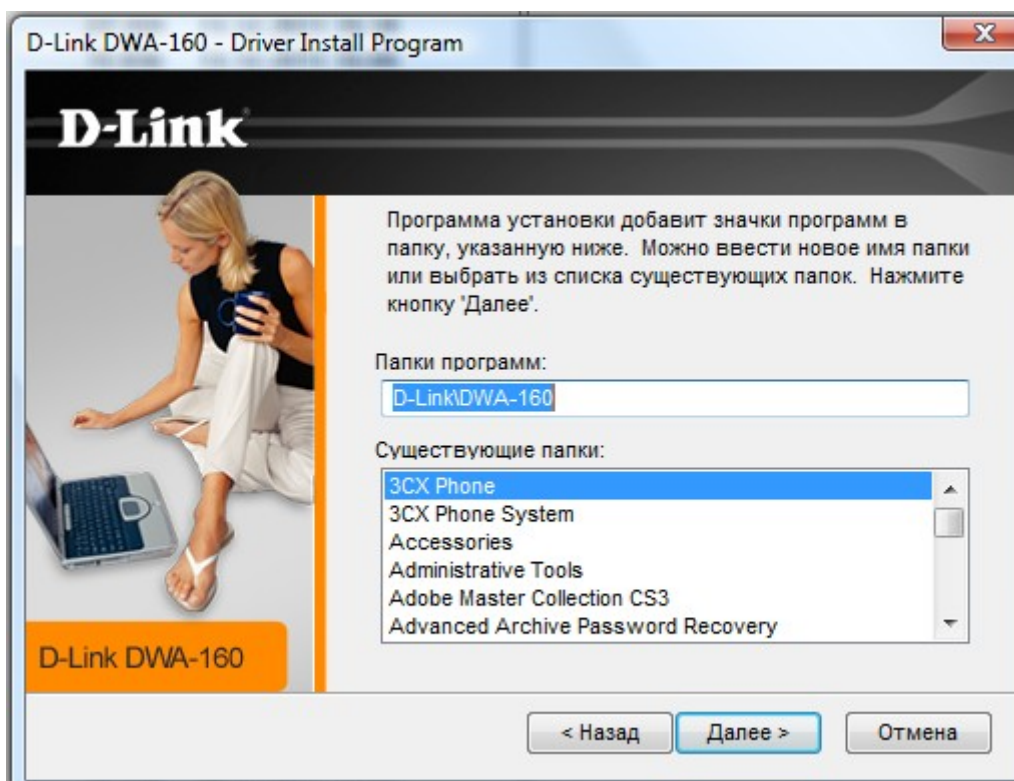 D-Link DWA-160 - Driver Install Program
D-Link
Программа установки добавит значки программ в
папку, указанную ниже. Можно ввести новое имя папки
или выбрать из списка существующих папок. Нажмите
кнопку 'Далее'.
Папки программ:
D-Link\DWA-160
Существующие папки:
3CX Phone
3CX Phone System
Accessories
Administrative Tools
Adobe Master Collection CS3
Advanced Archive Password Recovery
D-Link DWA-160
< Назад
Далее >
Отмена